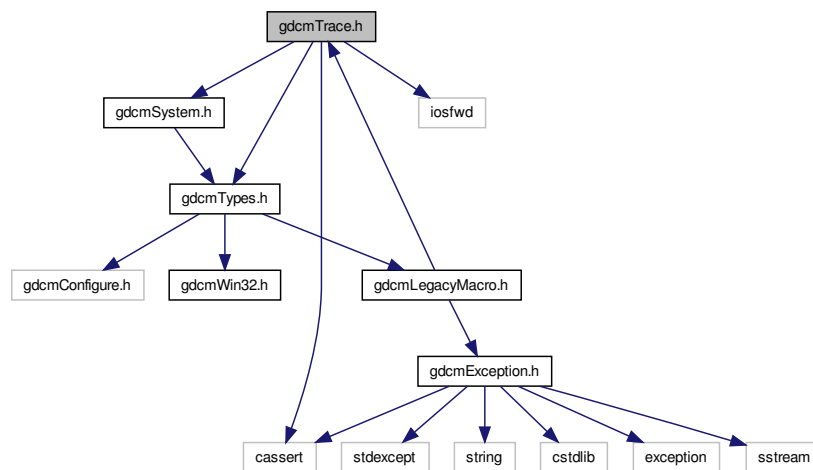 gdcmTrace.h
gdcmSystem.h
iosfwd
gdcmTypes.h
gdcmConfigure.h
gdcmWin32.h
gdcmLegacyMacro.h
gdcmException.h
cassert
stdexcept
string
cstdlib
exception
sstream